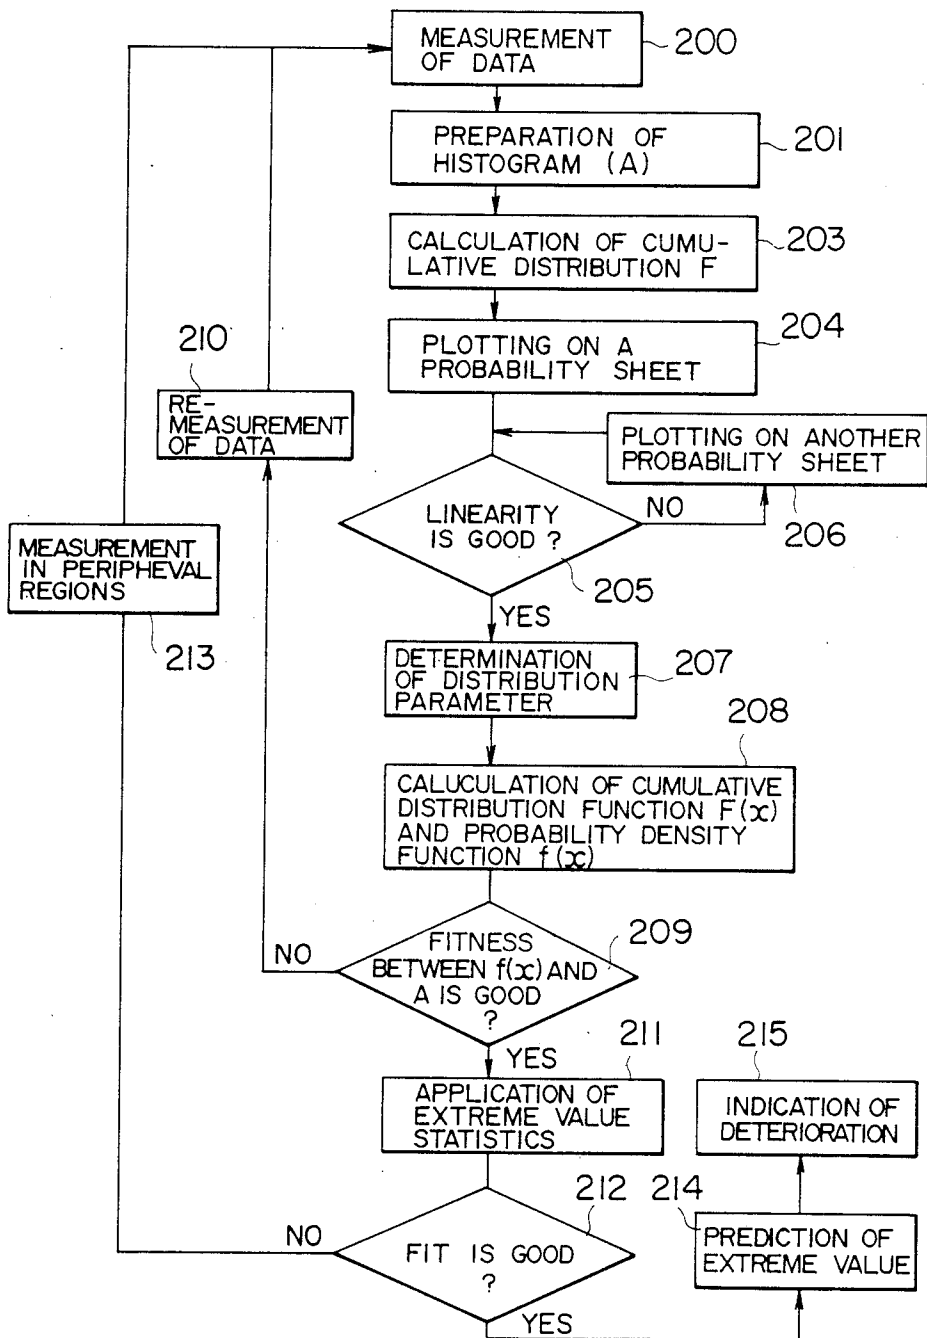 MEASUREMENT
OF DATA
200
PREPARATION OF
HISTOGRAM (A)
201
CALCULATION OF CUMU-
LATIVE DISTRIBUTION F
203
PLOTTING ON A
PROBABILITY SHEET
204
210
RE-
MEASUREMENT
OF DATA
PLOTTING ON ANOTHER
PROBABILITY SHEET
206
LINEARITY
IS GOOD ?
NO
205
YES
MEASUREMENT
IN PERIPHEVAL
REGIONS
213
DETERMINATION
OF DISTRIBUTION
PARAMETER
207
208
CALUCULATION OF CUMULATIVE
DISTRIBUTION FUNCTION F(x)
AND PROBABILITY DENSITY
FUNCTION f(x)
FITNESS
BETWEEN f(x) AND
A IS GOOD
?
209
NO
YES
211
APPLICATION OF
EXTREME VALUE
STATISTICS
215
INDICATION OF
DETERIORATION
212
FIT IS GOOD
?
NO
YES
214
PREDICTION OF
EXTREME VALUE